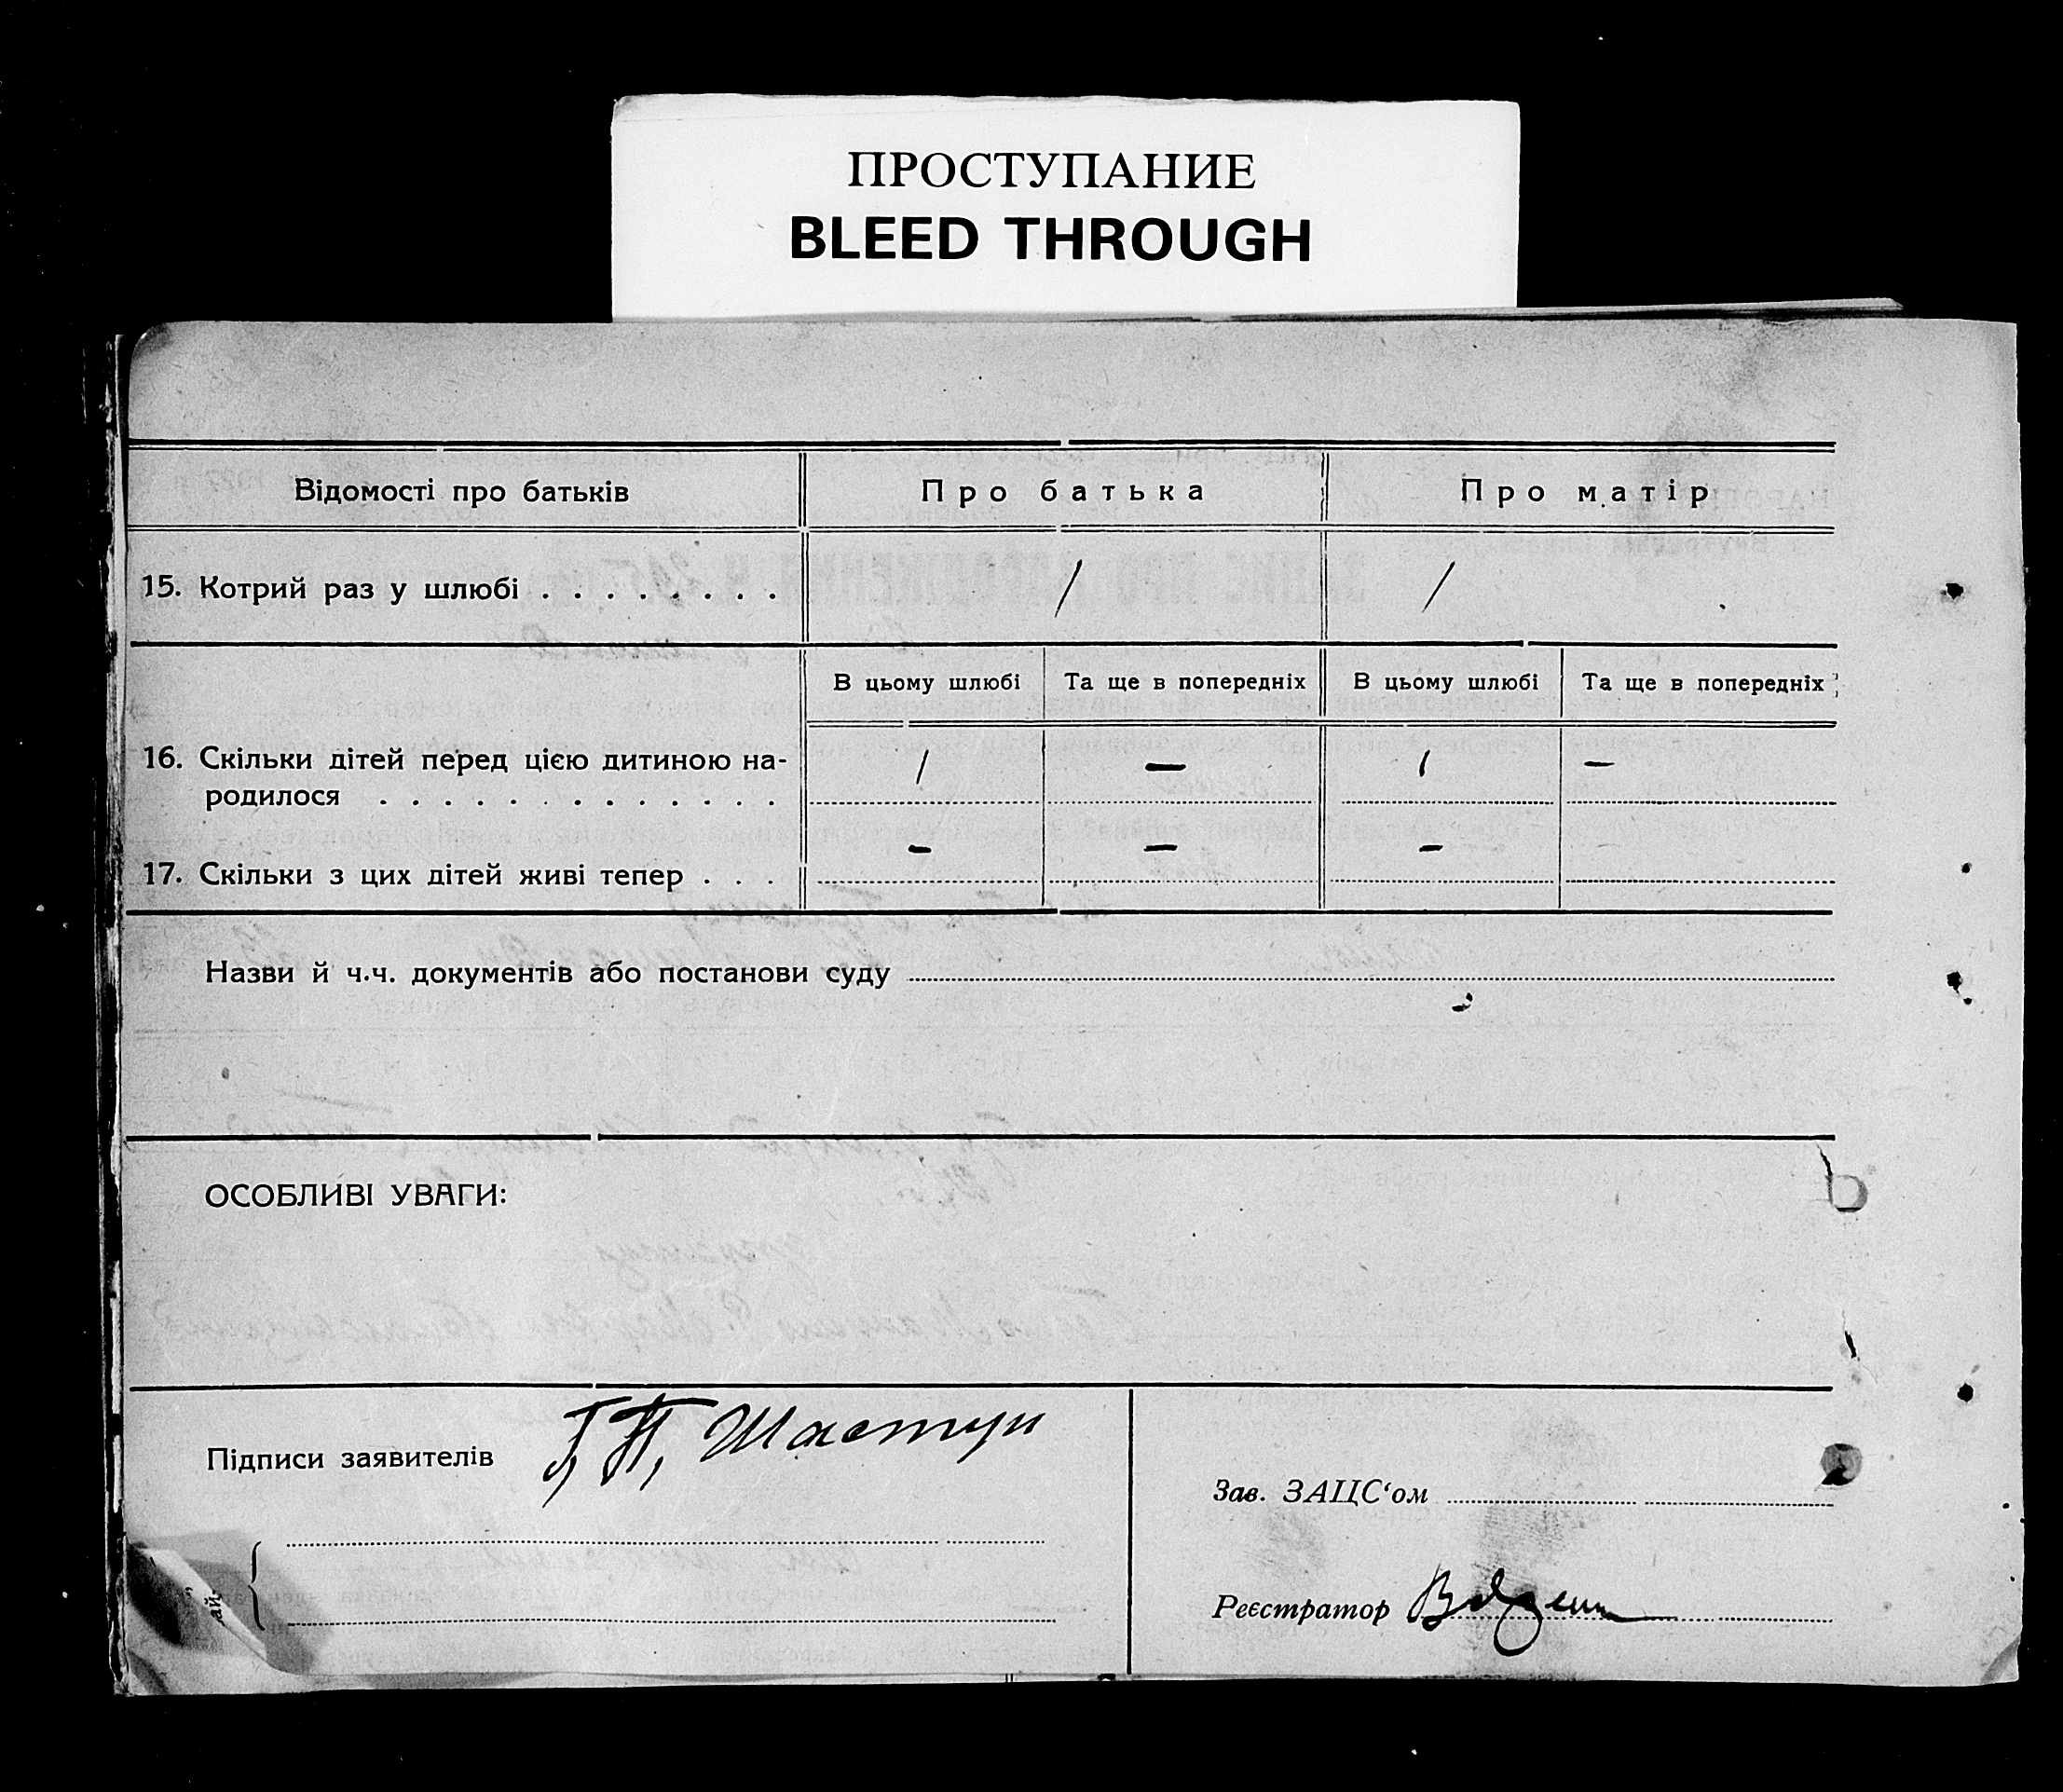 ПРОСТУПАНИЕ
BLEED THROUGH
Відомості про батьків Про батька Про матір
15. Котрий раз у шлюбі . . . . . . . . / /
В цьому шлюбі Та ще в попередніх В цьому шлюбі Та ще в попередніх
16. Скільки дітей перед цією дитиною на- / — / —
родилося . . . . . . . . . . . . .
17. Скільки з цих дітей живі тепер . . . — — —
Назви й ч.ч. документів або постанови суду
ОСОБЛИВІ УВАГИ:
Підписи заявителів Г, П, Шастун
Зав. ЗАЦС‘ом
Реєстратор